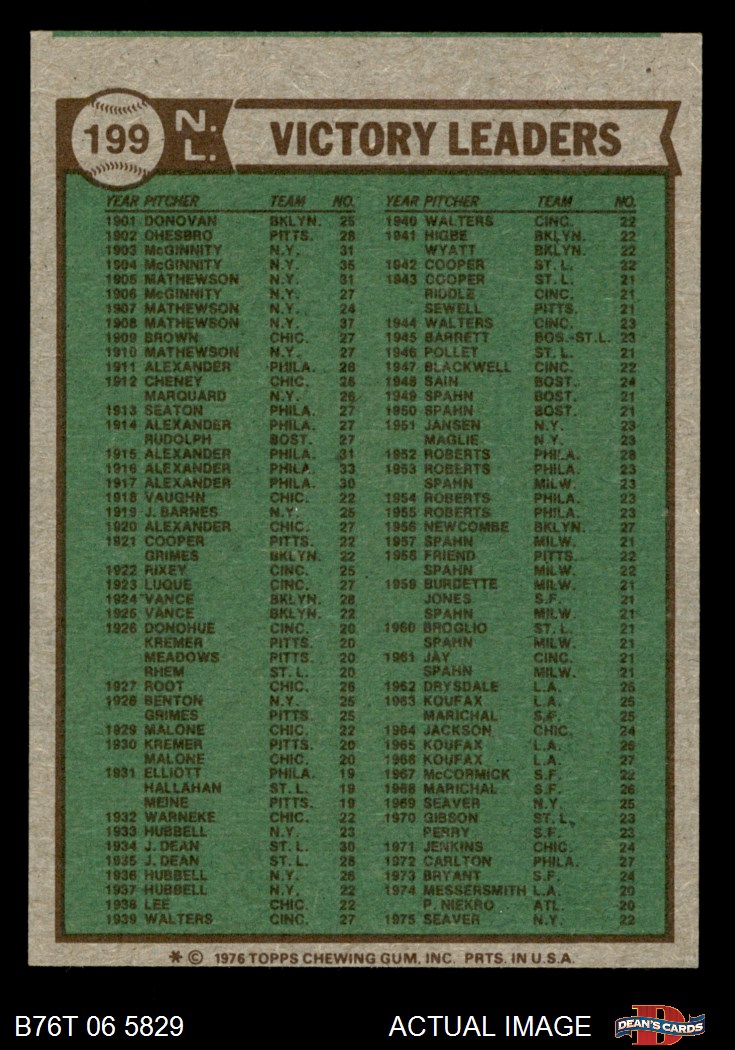 199
N.L.
VICTORY LEADERS
YEAR PITCHER TEAM NO.
1901 DONOVAN BKLYN. 25
1902 CHESBRO PITTS. 28
1903 McGINNITY N.Y. 31
1904 McGINNITY N.Y. 35
1905 MATHEWSON N.Y. 31
1906 McGINNITY N.Y. 27
1907 MATHEWSON N.Y. 24
1908 MATHEWSON N.Y. 37
1909 BROWN CHIC. 27
1910 MATHEWSON N.Y. 27
1911 ALEXANDER PHILA. 28
1912 CHENEY CHIC. 26
MARQUARD N.Y. 26
1913 SEATON PHILA. 27
1914 ALEXANDER PHILA. 27
RUDOLPH BOST. 27
1915 ALEXANDER PHILA. 31
1916 ALEXANDER PHILA. 33
1917 ALEXANDER PHILA. 30
1918 VAUGHN CHIC. 22
1919 J. BARNES N.Y. 25
1920 ALEXANDER CHIC. 27
1921 COOPER PITTS. 22
GRIMES BKLYN. 22
1922 RIXEY CINC. 25
1923 LUQUE CINC. 27
1924 VANCE BKLYN. 28
1925 VANCE BKLYN. 22
1926 DONOHUE CINC. 20
KREMER PITTS. 20
MEADOWS PITTS. 20
RHEM ST. L. 20
1927 ROOT CHIC. 26
1928 BENTON N.Y. 25
GRIMES PITTS. 25
1929 MALONE CHIC. 22
1930 KREMER PITTS. 20
MALONE CHIC. 20
1931 ELLIOTT PHILA. 19
HALLAHAN ST. L. 19
MEINE PITTS. 19
1932 WARNEKE CHIC. 22
1933 HUBBELL N.Y. 23
1934 J. DEAN ST. L. 30
1935 J. DEAN ST. L. 28
1936 HUBBELL N.Y. 26
1937 HUBBELL N.Y. 22
1938 LEE CHIC. 22
1939 WALTERS CINC. 27
YEAR PITCHER TEAM NO.
1940 WALTERS CINC. 22
1941 HIGBE BKLYN. 22
WYATT BKLYN. 22
1942 COOPER ST. L. 22
1943 COOPER ST. L. 21
RIDDLE CINC. 21
SEWELL PITTS. 21
1944 WALTERS CINC. 23
1945 BARRETT BOS.-ST.L. 23
1946 POLLET ST. L. 21
1947 BLACKWELL CINC. 22
1948 SAIN BOST. 24
1949 SPAHN BOST. 21
1950 SPAHN BOST. 21
1951 JANSEN N.Y. 23
MAGLIE N.Y. 23
1952 ROBERTS PHILA. 28
1953 ROBERTS PHILA. 23
SPAHN MILW. 23
1954 ROBERTS PHILA. 23
1955 ROBERTS PHILA. 23
1956 NEWCOMBE BKLYN. 27
1957 SPAHN MILW. 21
1958 FRIEND PITTS. 22
SPAHN MILW. 22
1959 BURDETTE MILW. 21
JONES S.F. 21
SPAHN MILW. 21
1960 BROGLIO ST. L. 21
SPAHN MILW. 21
1961 JAY CINC. 21
SPAHN MILW. 21
1962 DRYSDALE L.A. 25
1963 KOUFAX L.A. 25
MARICHAL S.F. 25
1964 JACKSON CHIC. 24
1965 KOUFAX L.A. 26
1966 KOUFAX L.A. 27
1967 McCORMICK S.F. 22
1968 MARICHAL S.F. 26
1969 SEAVER N.Y. 25
1970 GIBSON ST. L. 23
PERRY S.F. 23
1971 JENKINS CHIC. 24
1972 CARLTON PHILA. 27
1973 BRYANT S.F. 24
1974 MESSERSMITH L.A. 20
P. NIEKRO ATL. 20
1975 SEAVER N.Y. 22
* © 1976 TOPPS CHEWING GUM, INC. PRTS. IN U.S.A.
B76T 06 5829 ACTUAL IMAGE
DEAN'S CARDS